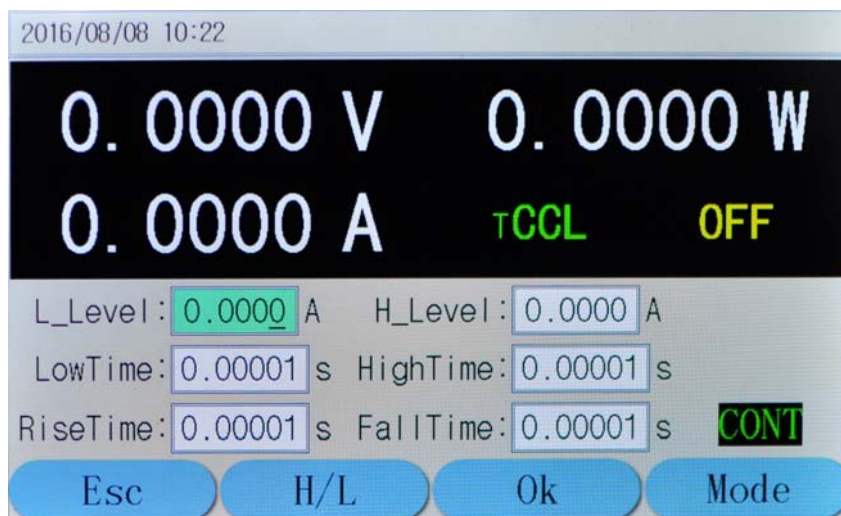 2016/08/08 10:22
0.0000 V 0.0000 W
0.0000 A TCCL OFF
L_Level: 0.0000 A H_Level: 0.0000 A
LowTime: 0.00001 s HighTime: 0.00001 s
RiseTime: 0.00001 s FallTime: 0.00001 s CONT
Esc H/L Ok Mode